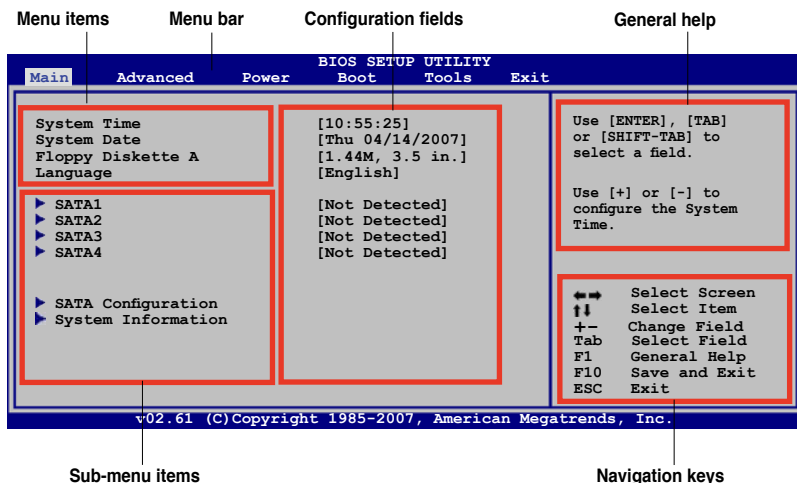 Menu items Menu bar Configuration fields General help
BIOS SETUP UTILITY
Main Advanced Power Boot Tools Exit
System Time [10:55:25]
System Date [Thu 04/14/2007]
Floppy Diskette A [1.44M, 3.5 in.]
Language [English]
SATA1 [Not Detected]
SATA2 [Not Detected]
SATA3 [Not Detected]
SATA4 [Not Detected]
SATA Configuration
System Information
Use [ENTER], [TAB]
or [SHIFT-TAB] to
select a field.
Use [+] or [-] to
configure the System
Time.
Select Screen
Select Item
+- Change Field
Tab Select Field
F1 General Help
F10 Save and Exit
ESC Exit
v02.61 (C)Copyright 1985-2007, American Megatrends, Inc.
Sub-menu items Navigation keys